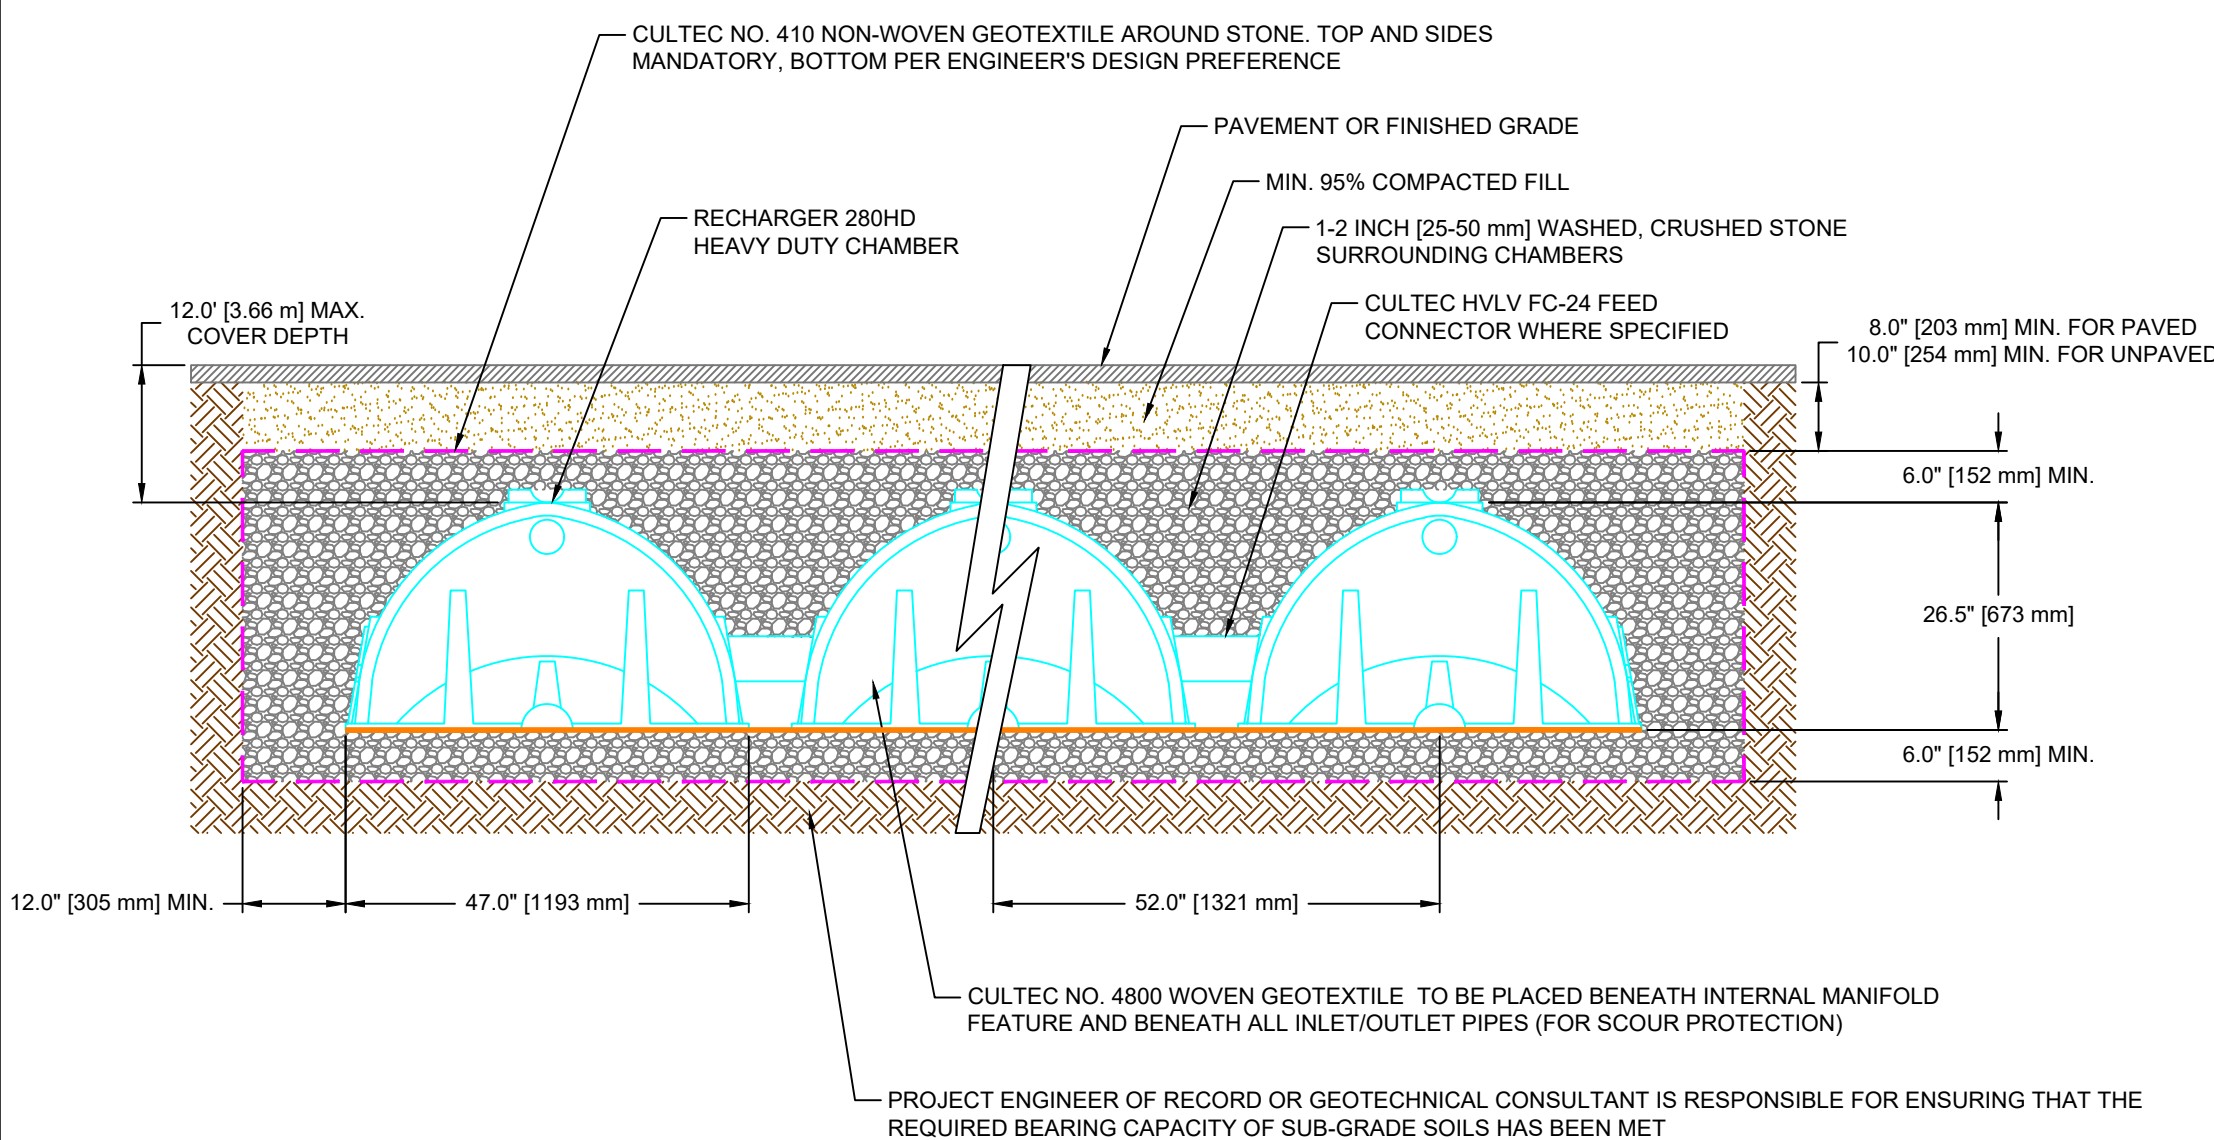 CULTEC NO. 410 NON-WOVEN GEOTEXTILE AROUND STONE. TOP AND SIDES
MANDATORY, BOTTOM PER ENGINEER'S DESIGN PREFERENCE
PAVEMENT OR FINISHED GRADE
MIN. 95% COMPACTED FILL
RECHARGER 280HD
HEAVY DUTY CHAMBER
1-2 INCH [25-50 mm] WASHED, CRUSHED STONE
SURROUNDING CHAMBERS
12.0' [3.66 m] MAX.
COVER DEPTH
CULTEC HVLV FC-24 FEED
CONNECTOR WHERE SPECIFIED
8.0" [203 mm] MIN. FOR PAVED
10.0" [254 mm] MIN. FOR UNPAVED
6.0" [152 mm] MIN.
26.5" [673 mm]
6.0" [152 mm] MIN.
12.0" [305 mm] MIN.
47.0" [1193 mm]
52.0" [1321 mm]
CULTEC NO. 4800 WOVEN GEOTEXTILE  TO BE PLACED BENEATH INTERNAL MANIFOLD
FEATURE AND BENEATH ALL INLET/OUTLET PIPES (FOR SCOUR PROTECTION)
PROJECT ENGINEER OF RECORD OR GEOTECHNICAL CONSULTANT IS RESPONSIBLE FOR ENSURING THAT THE
REQUIRED BEARING CAPACITY OF SUB-GRADE SOILS HAS BEEN MET